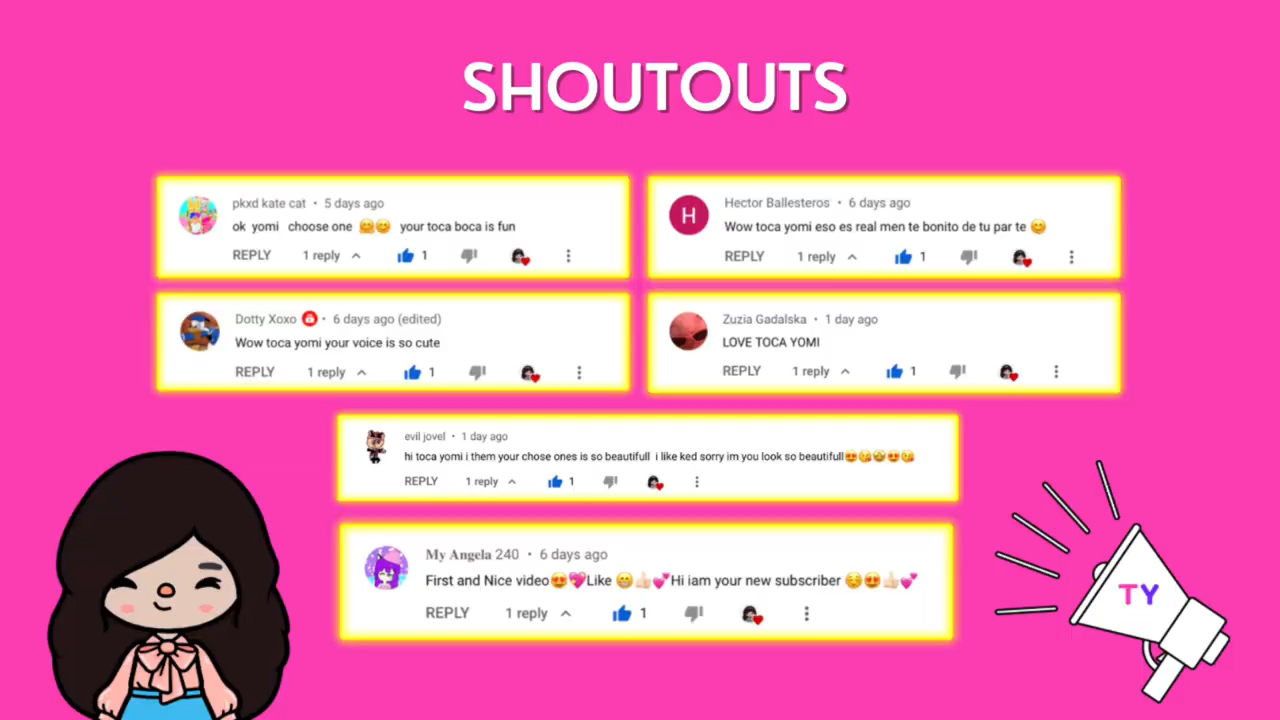 SHOUTOUTS
pkxd kate cat • 5 days ago
ok yomi choose one 🤗😊 your toca boca is fun
REPLY 1 reply 1
H
Hector Ballesteros • 6 days ago
Wow toca yomi eso es real men te bonito de tu par te 😊
REPLY 1 reply 1
Dotty Xoxo • 6 days ago (edited)
Wow toca yomi your voice is so cute
REPLY 1 reply 1
Zuzia Gadalska • 1 day ago
LOVE TOCA YOMI
REPLY 1 reply 1
evil jovel • 1 day ago
hi toca yomi i them your chose ones is so beautifull i like ked sorry im you look so beautifull😍😘🤩😍😘
REPLY 1 reply 1
My Angela 240 • 6 days ago
First and Nice video😍💖Like 😁👍🏻💕Hi iam your new subscriber ☺️😍👍🏻💕
REPLY 1 reply 1
TY